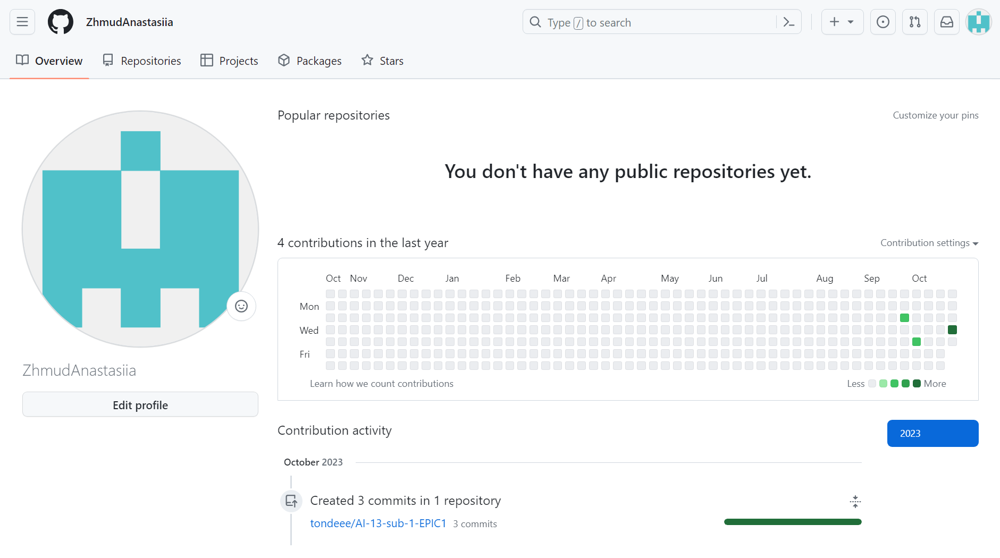 ZhmudAnastasiia
Type / to search
Overview
Repositories
Projects
Packages
Stars
Popular repositories
Customize your pins
You don't have any public repositories yet.
ZhmudAnastasiia
Edit profile
4 contributions in the last year
Contribution settings
Oct Nov Dec Jan Feb Mar Apr May Jun Jul Aug Sep Oct
Mon
Wed
Fri
Learn how we count contributions
Less
More
Contribution activity
2023
October 2023
Created 3 commits in 1 repository
tondeee/AI-13-sub-1-EPIC1 3 commits